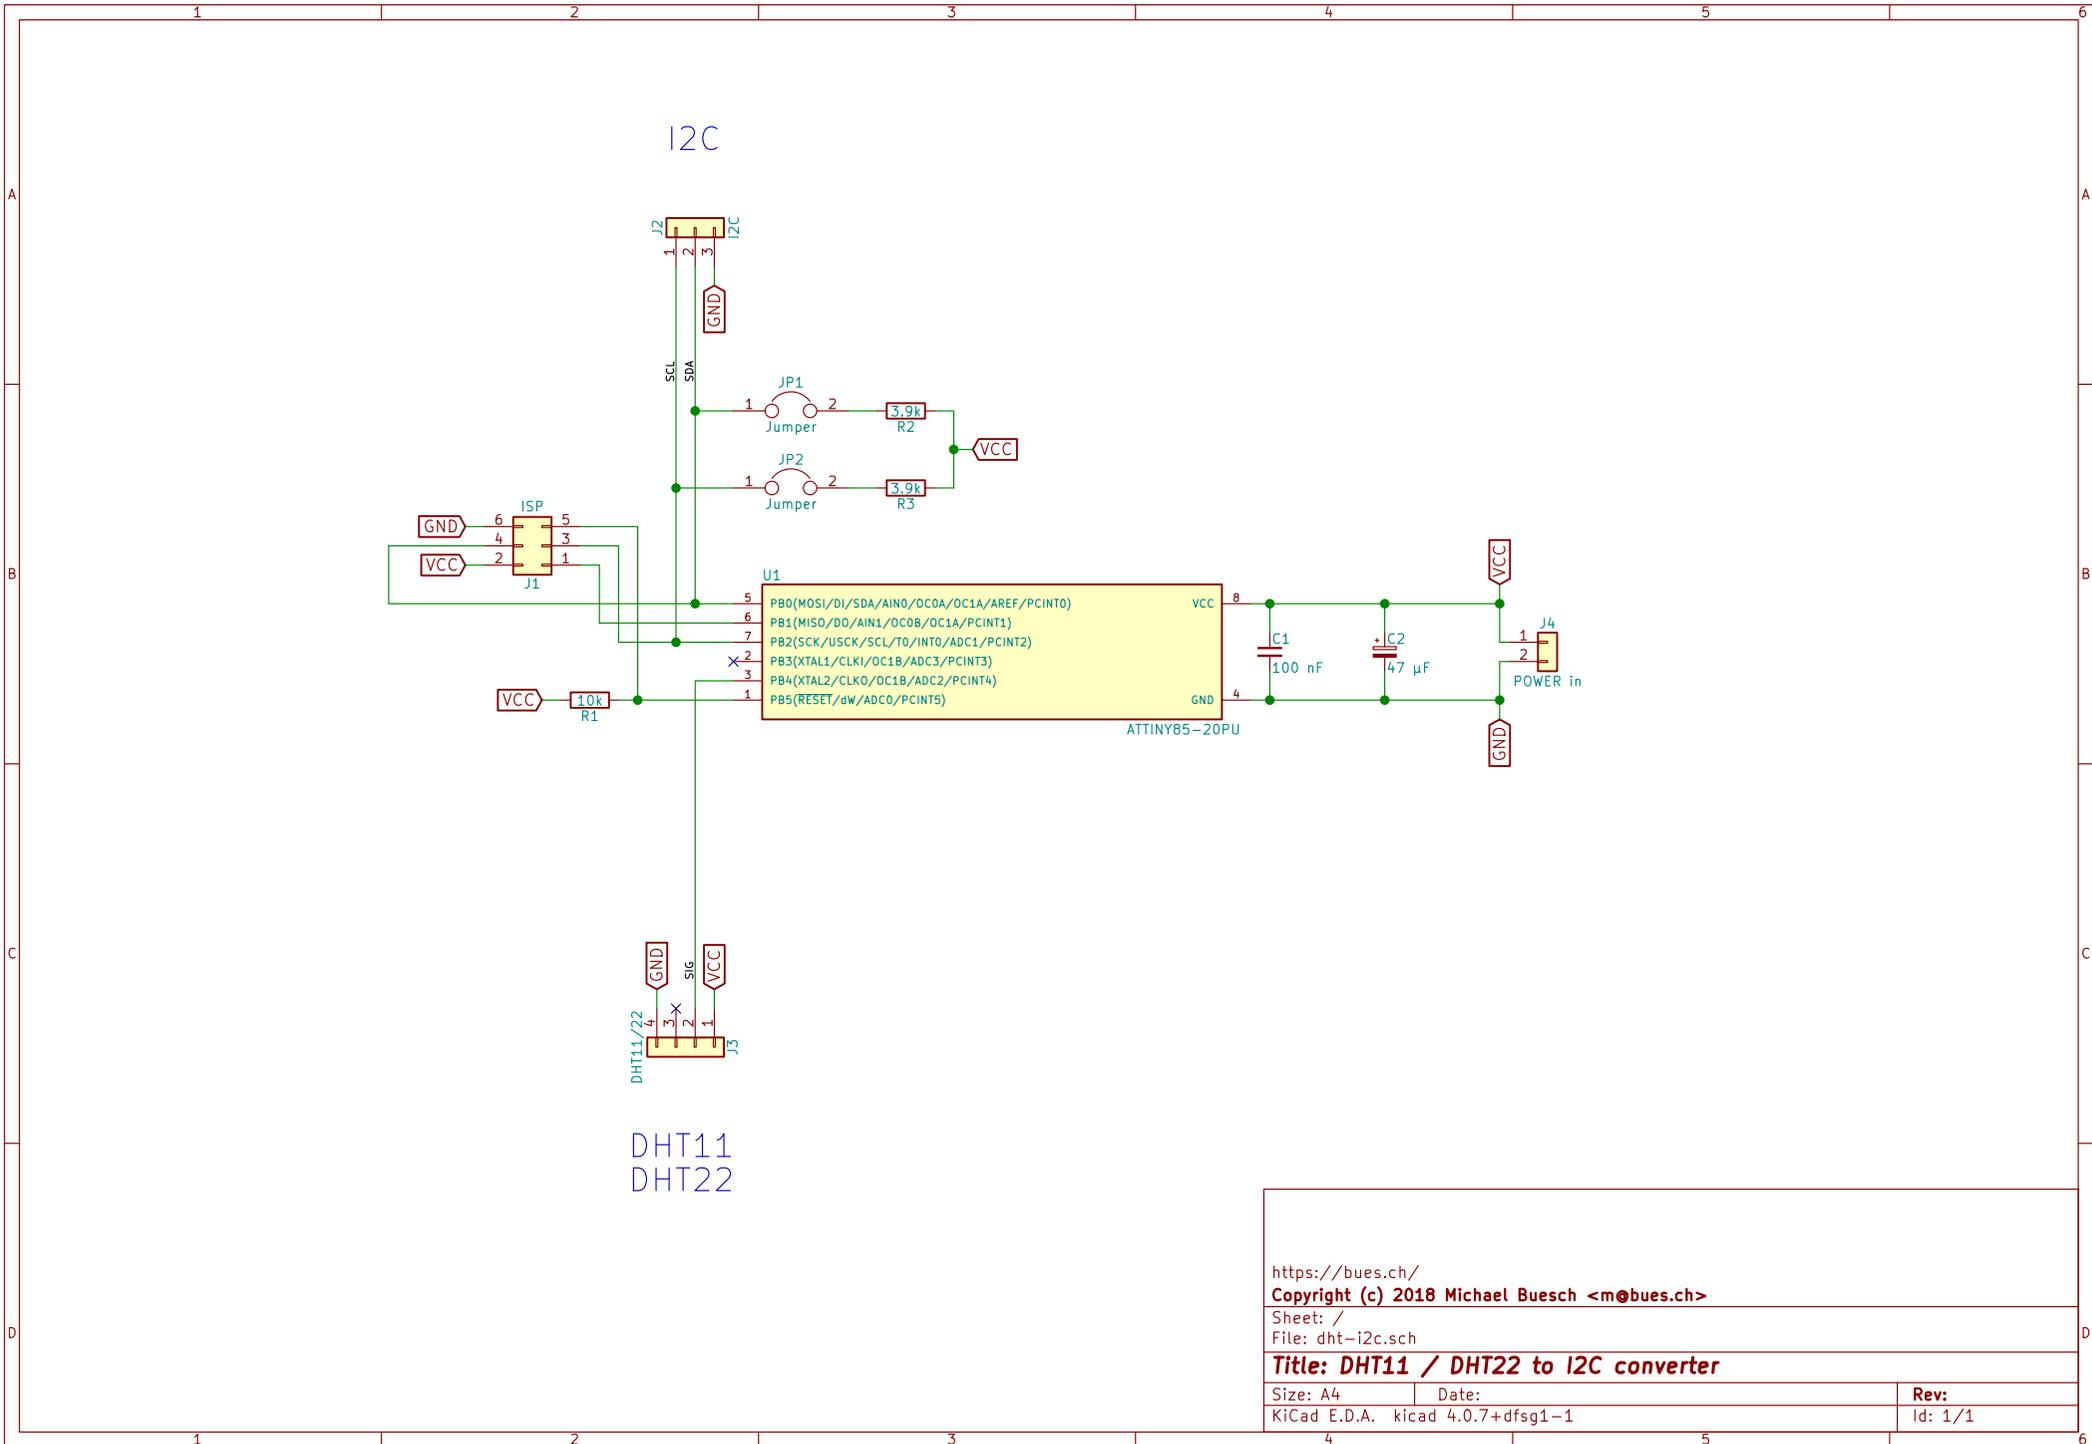 1 2 3 4 5 6
A A
I2C
J2 I2C
1 2 3
GND
SCL SDA
JP1
1 2 3.9k
Jumper R2
VCC
JP2
1 2 3.9k
Jumper R3
ISP
GND 6 5
4 3
VCC 2 1
J1
B B
U1
5 PB0(MOSI/DI/SDA/AIN0/OC0A/OC1A/AREF/PCINT0) VCC 8
6 PB1(MISO/DO/AIN1/OC0B/OC1A/PCINT1)
7 PB2(SCK/USCK/SCL/T0/INT0/ADC1/PCINT2)
2 PB3(XTAL1/CLKI/OC1B/ADC3/PCINT3)
3 PB4(XTAL2/CLKO/OC1B/ADC2/PCINT4)
1 PB5(RESET/dW/ADC0/PCINT5) GND 4
ATTINY85-20PU
VCC 10k
R1
C1
100 nF
+ C2
47 µF
VCC
J4
1
2
POWER in
GND
C C
GND SIG VCC
4 3 2 1
DHT11/22 J3
DHT11
DHT22
https://bues.ch/
Copyright (c) 2018 Michael Buesch <m@bues.ch>
Sheet: /
File: dht-i2c.sch
D D
Title: DHT11 / DHT22 to I2C converter
Size: A4 Date: Rev:
KiCad E.D.A. kicad 4.0.7+dfsg1-1 Id: 1/1
1 2 3 4 5 6